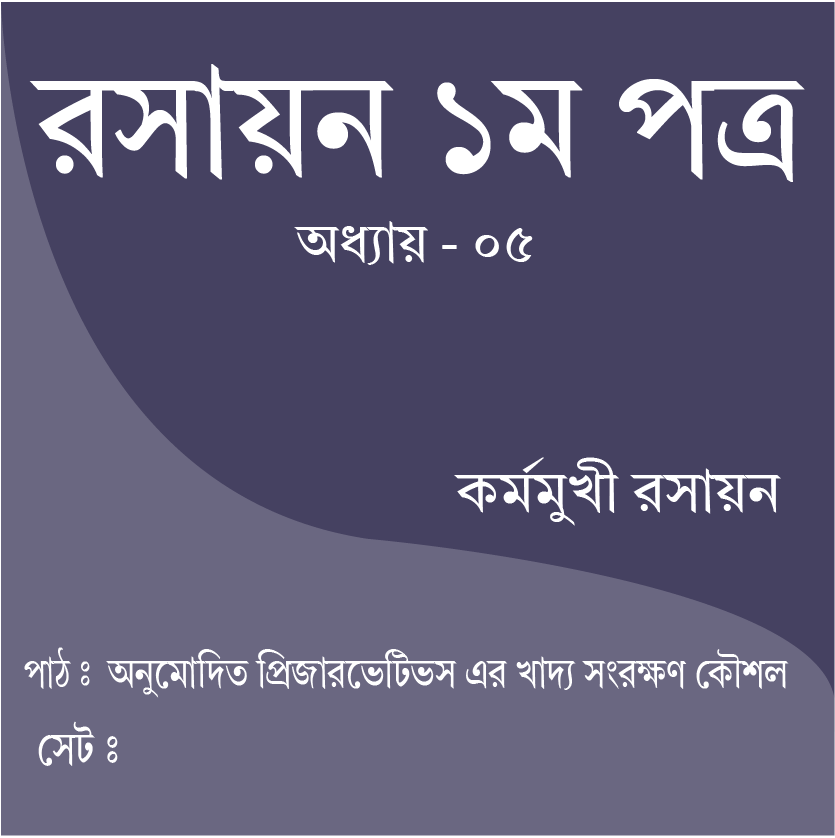 রসায়ন ১ম পত্র
অধ্যায় - ০৫
কর্মমুখী রসায়ন
পাঠ ঃ অনুমোদিত প্রিজারভেটিভস এর খাদ্য সংরক্ষণ কৌশল
সেট ঃ